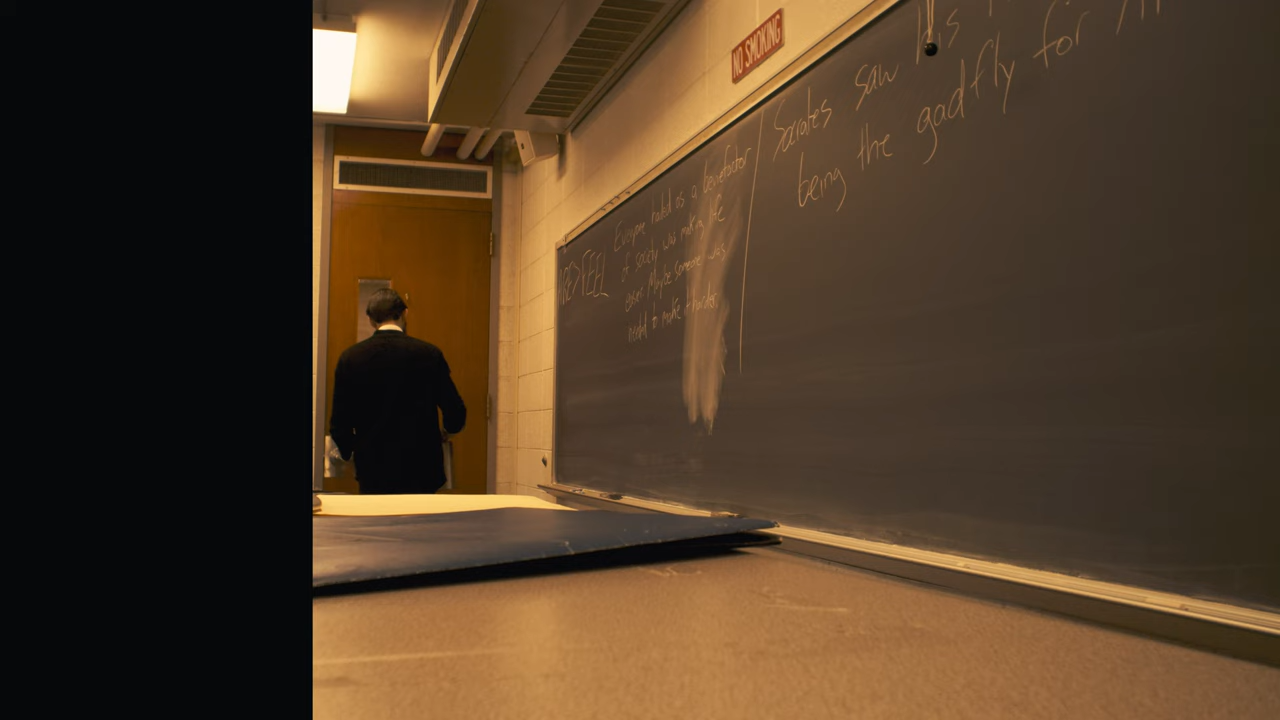 NO SMOKING
Everyone hailed as a benefactor
of society was making life
easier. Maybe someone was
needed to make it harder.
Socrates saw his
being the gadfly for